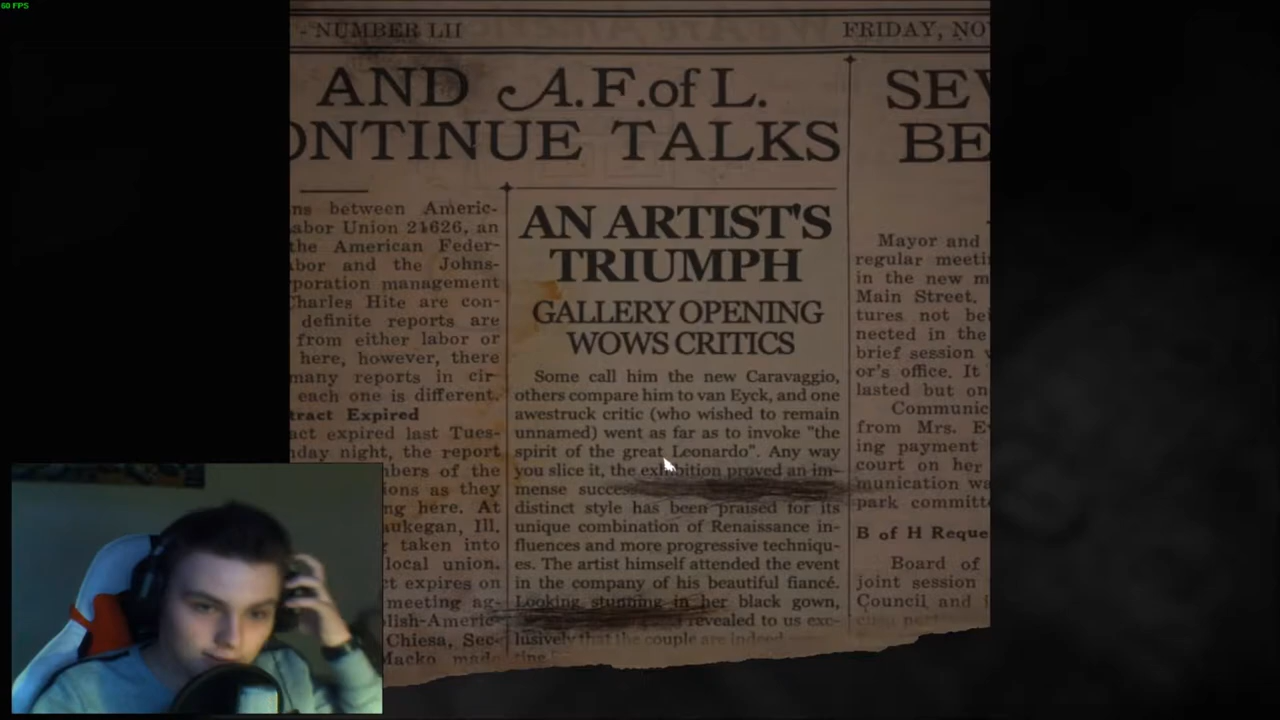 60 FPS
- NUMBER LII
FRIDAY, NO
AND A.F.of L.
ONTINUE TALKS
SEV
BE
ns between Americ-
abor Union 21626, an
the American Feder-
bor and the Johns-
poration management
Charles Hite are con-
definite reports are
from either labor or
here, however, there
many reports in cir-
each one is different.
tract Expired
act expired last Tues-
day night, the report
bers of the
ions as they
ng here. At
aukegan, Ill.
taken into
local union.
ct expires on
meeting ag-
lish-Americ-
Chiesa, Sec-
Macko made
AN ARTIST'S
TRIUMPH
GALLERY OPENING
WOWS CRITICS
Some call him the new Caravaggio,
others compare him to van Eyck, and one
awestruck critic (who wished to remain
unnamed) went as far as to invoke "the
spirit of the great Leonardo". Any way
you slice it, the exhibition proved an im-
mense success
distinct style has been praised for its
unique combination of Renaissance in-
fluences and more progressive techniqu-
es. The artist himself attended the event
in the company of his beautiful fiancé.
Looking stunning in her black gown,
revealed to us exc-
lusively that the couple are indeed
Mayor and
regular meeti
in the new m
Main Street.
tures not bei
nected in the
brief session
or's office. It
lasted but on
Communic
from Mrs. E
ing payment
court on her
munication wa
park committ
B of H Reque
Board of
joint session
Council and